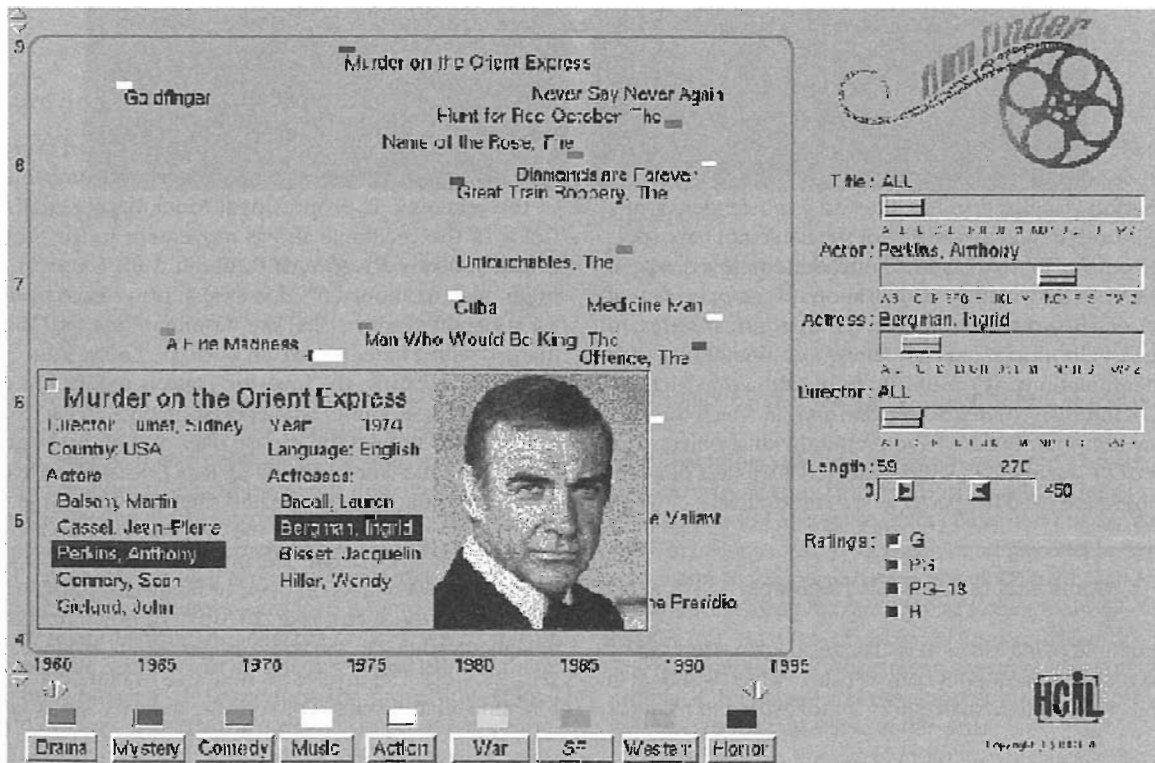 film finder
9
Murder on the Orient Express
Goldfinger
Never Say Never Again
Hunt for Red October, The
Name of the Rose, The
8
Diamonds are Forever
Great Train Robbery, The
Untouchables, The
7
Cuba
Medicine Man
A Fine Madness
Man Who Would Be King, The
Offence, The
6
5
e Valiant
he Presidio
4
1960 1965 1970 1975 1980 1985 1990 1995
Murder on the Orient Express
Director: Lumet, Sidney Year: 1974
Country: USA Language: English
Actors Actresses:
Balsam, Martin Bacall, Lauren
Cassel, Jean-Pierre Bergman, Ingrid
Perkins, Anthony Bisset, Jacquelin
Connery, Sean Hiller, Wendy
Gielgud, John
Title: ALL
Actor: Perkins, Anthony
Actress: Bergman, Ingrid
Director: ALL
Length: 59 270
0 450
Ratings: G
PG
PG-13
R
Drama Mystery Comedy Music Action War SF Western Horror
HCIL